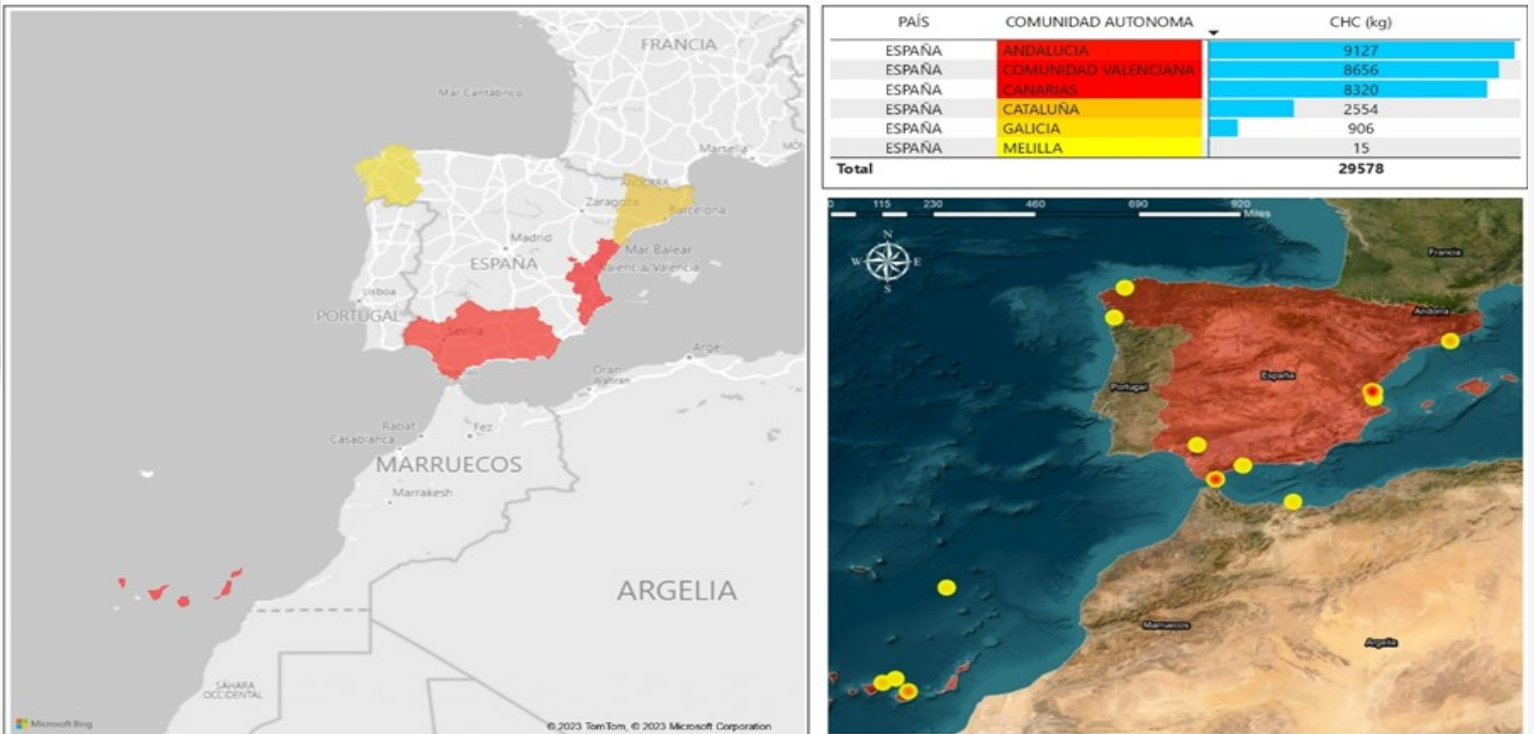 FRANCIA
Mar Cantábrico
Marsella
MÓN
ANDORRA
Zaragoza
Barcelona
Madrid
Mar Balear
ESPAÑA
Valencia/Valencia
Lisboa
PORTUGAL
Sevilla
Argel
Orán
Wahran
Rabat
Fez
Casablanca
MARRUECOS
Marrakesh
ARGELIA
SÁHARA
OCCIDENTAL
Microsoft Bing
© 2023 TomTom, © 2023 Microsoft Corporation
PAÍS COMUNIDAD AUTONOMA CHC (kg)
ESPAÑA ANDALUCIA 9127
ESPAÑA COMUNIDAD VALENCIANA 8656
ESPAÑA CANARIAS 8320
ESPAÑA CATALUÑA 2554
ESPAÑA GALICIA 906
ESPAÑA MELILLA 15
Total 29578
0 115 230 460 690 920
Miles
N
W E
S
Francia
Andorra
España
Portugal
Marruecos
Argelia